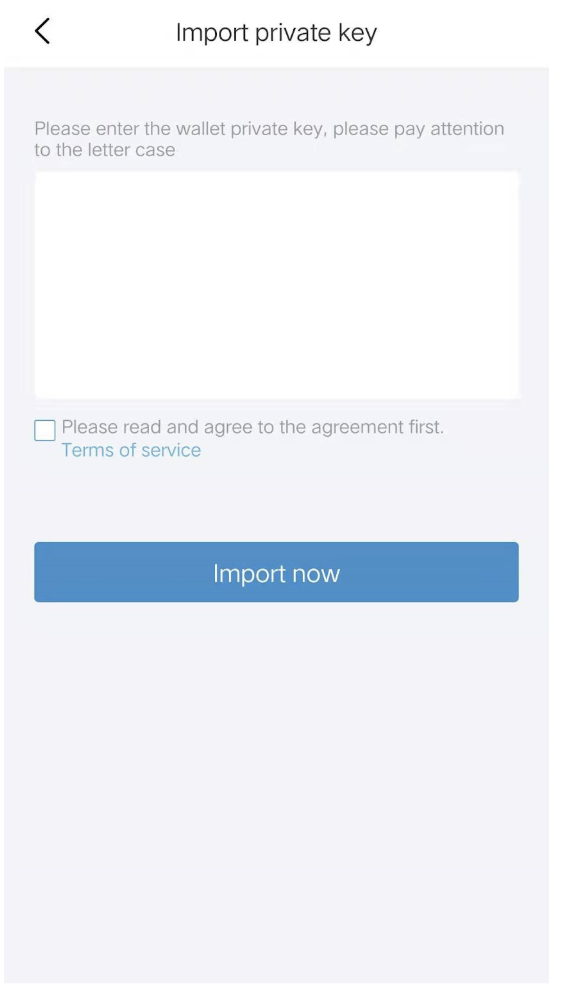 Import private key
Please enter the wallet private key, please pay attention
to the letter case
Please read and agree to the agreement first.
Terms of service
Import now